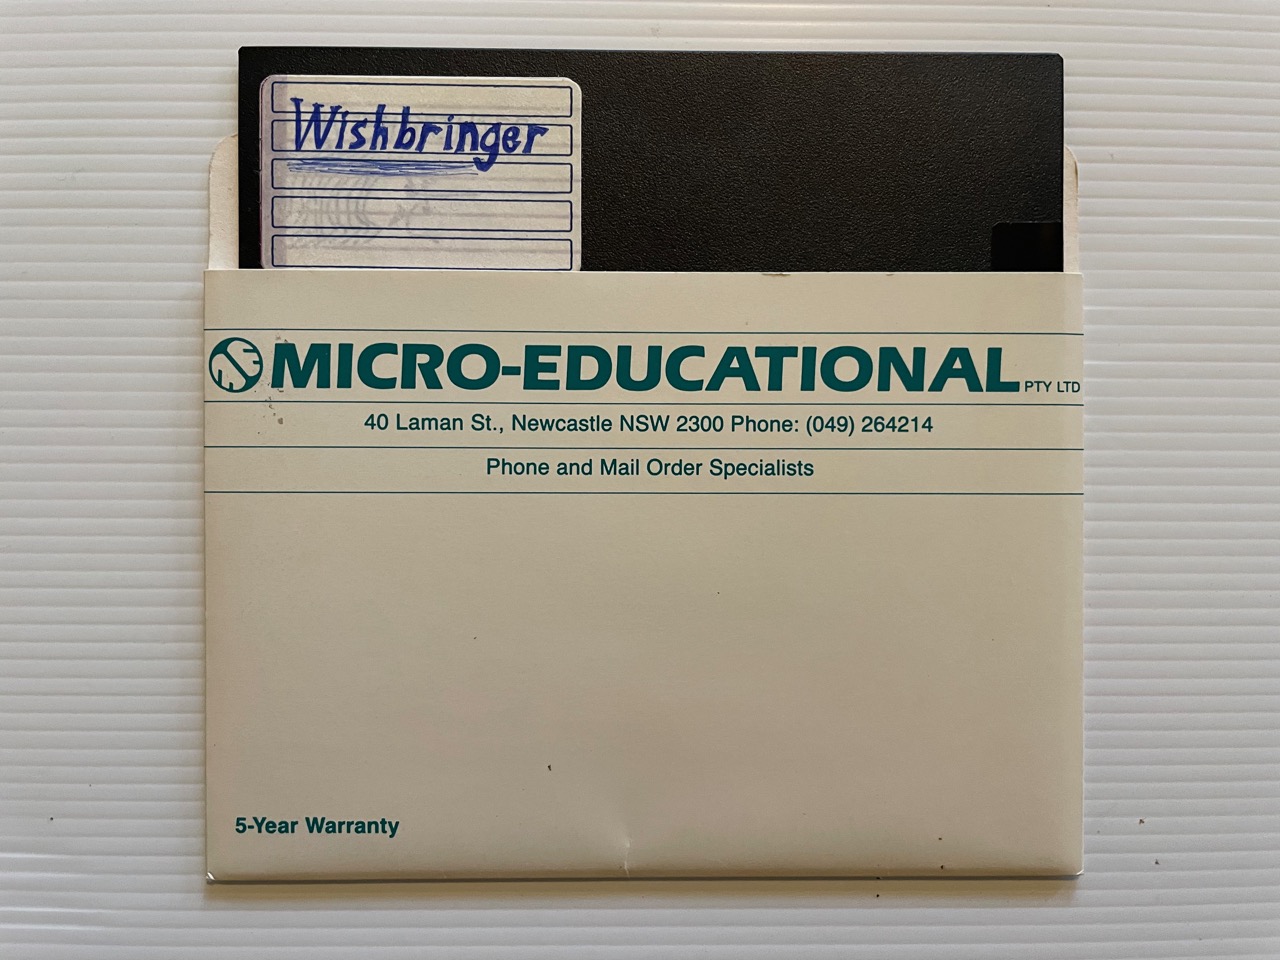 Wishbringer
MICRO-EDUCATIONAL PTY LTD
40 Laman St., Newcastle NSW 2300 Phone: (049) 264214
Phone and Mail Order Specialists
5-Year Warranty